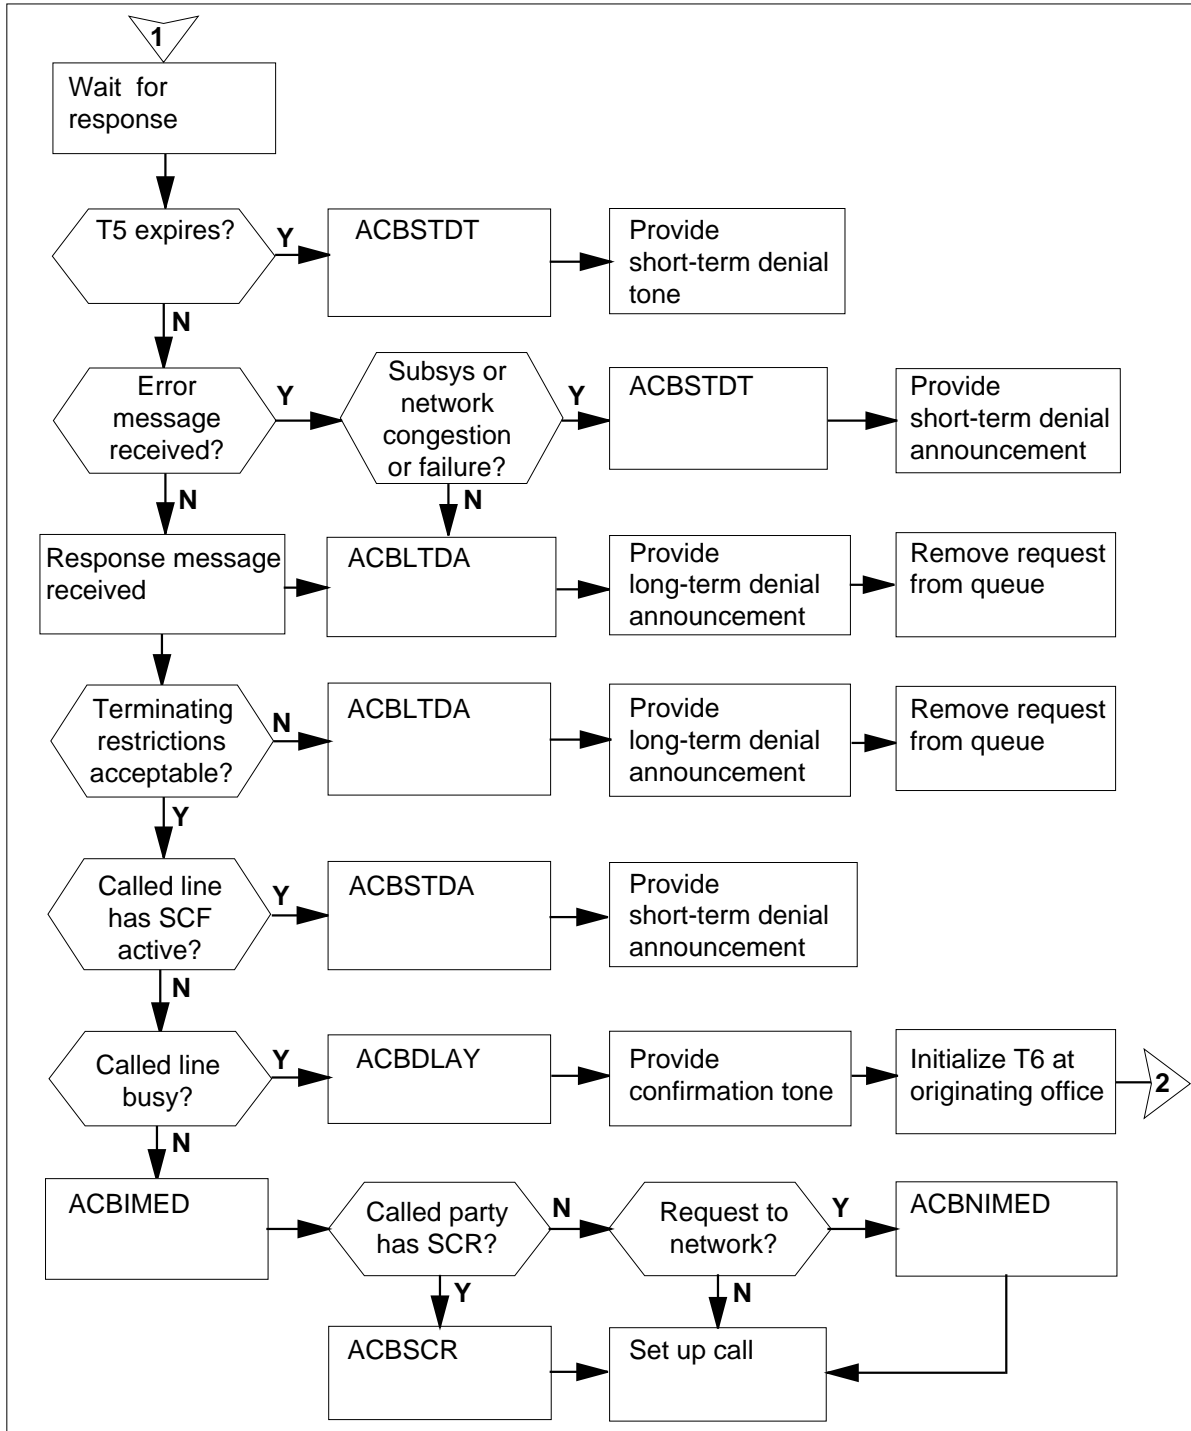 1
Wait for
response
T5 expires?
Y
ACBSTDT
Provide
short-term denial
tone
N
Error
message
received?
Y
Subsys or
network
congestion
or failure?
Y
ACBSTDT
Provide
short-term denial
announcement
N
N
Response message
received
ACBLTDA
Provide
long-term denial
announcement
Remove request
from queue
Terminating
restrictions
acceptable?
N
ACBLTDA
Provide
long-term denial
announcement
Remove request
from queue
Y
Called line
has SCF
active?
Y
ACBSTDA
Provide
short-term denial
announcement
N
Called line
busy?
Y
ACBDLAY
Provide
confirmation tone
Initialize T6 at
originating office
2
N
ACBIMED
Called party
has SCR?
N
Request to
network?
Y
ACBNIMED
Y
N
ACBSCR
Set up call